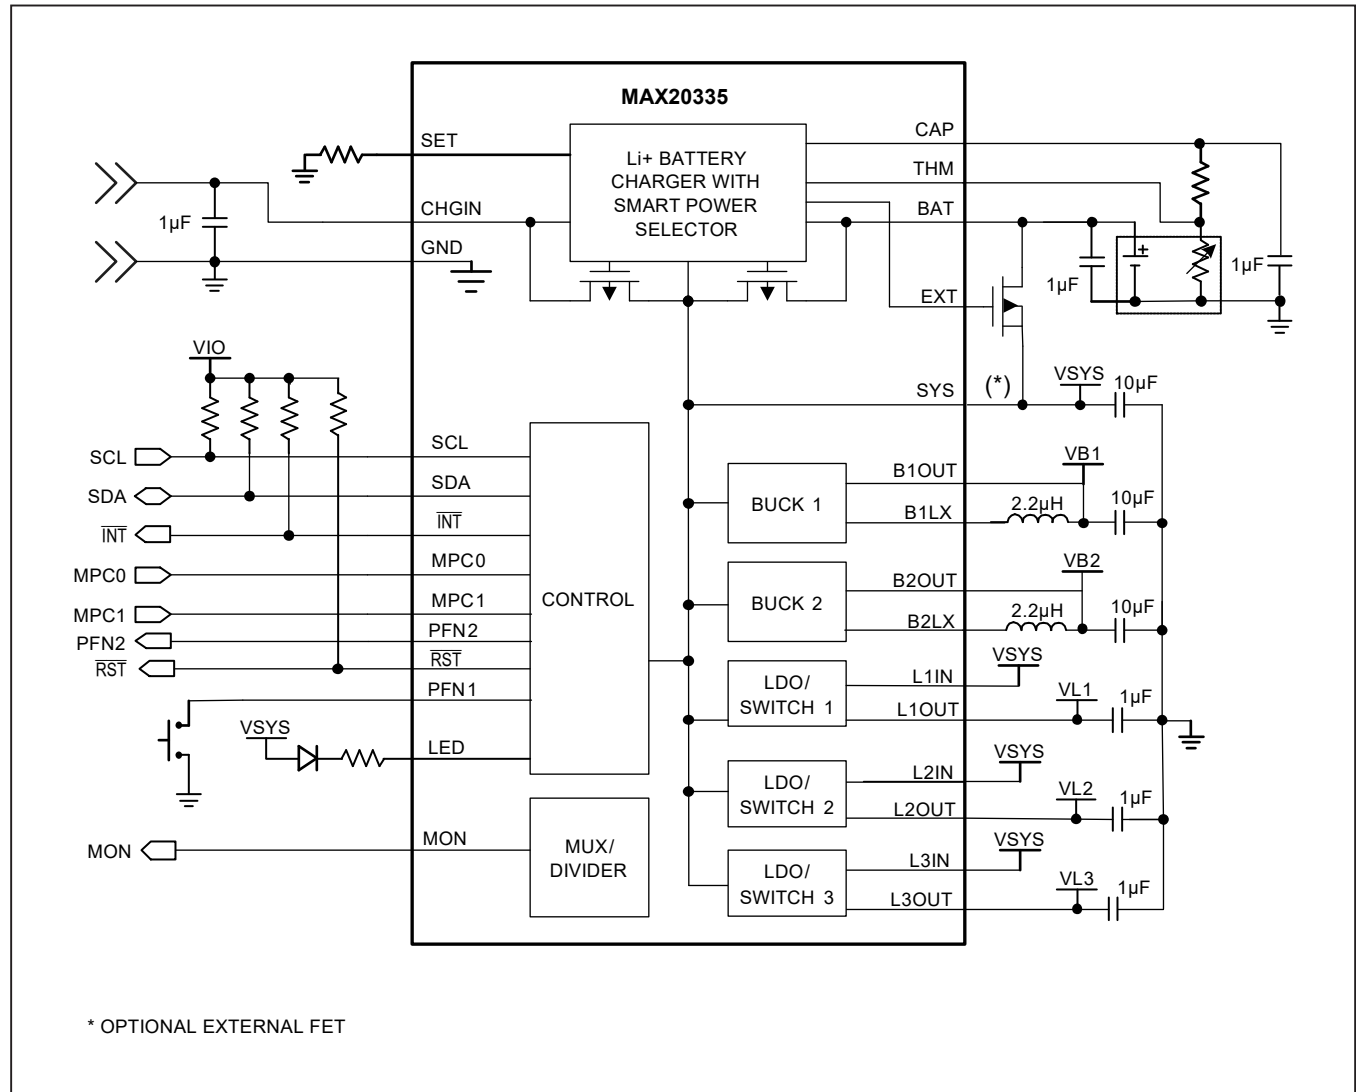 MAX20335
SET
CAP
Li+ BATTERY
CHARGER WITH
SMART POWER
SELECTOR
THM
CHGIN
BAT
1µF
GND
1µF
1µF
+
EXT
VIO
VSYS
10µF
SYS
(*)
SCL
SCL
SDA
SDA
INT
INT
MPC0
MPC0
MPC1
MPC1
PFN2
PFN2
RST
RST
PFN1
VSYS
LED
CONTROL
MON
MON
MUX/
DIVIDER
BUCK 1
B1OUT
B1LX
VB1
2.2µH
10µF
BUCK 2
B2OUT
B2LX
VB2
2.2µH
10µF
LDO/
SWITCH 1
L1IN
VSYS
L1OUT
VL1
1µF
LDO/
SWITCH 2
L2IN
VSYS
L2OUT
VL2
1µF
LDO/
SWITCH 3
L3IN
VSYS
L3OUT
VL3
1µF
* OPTIONAL EXTERNAL FET